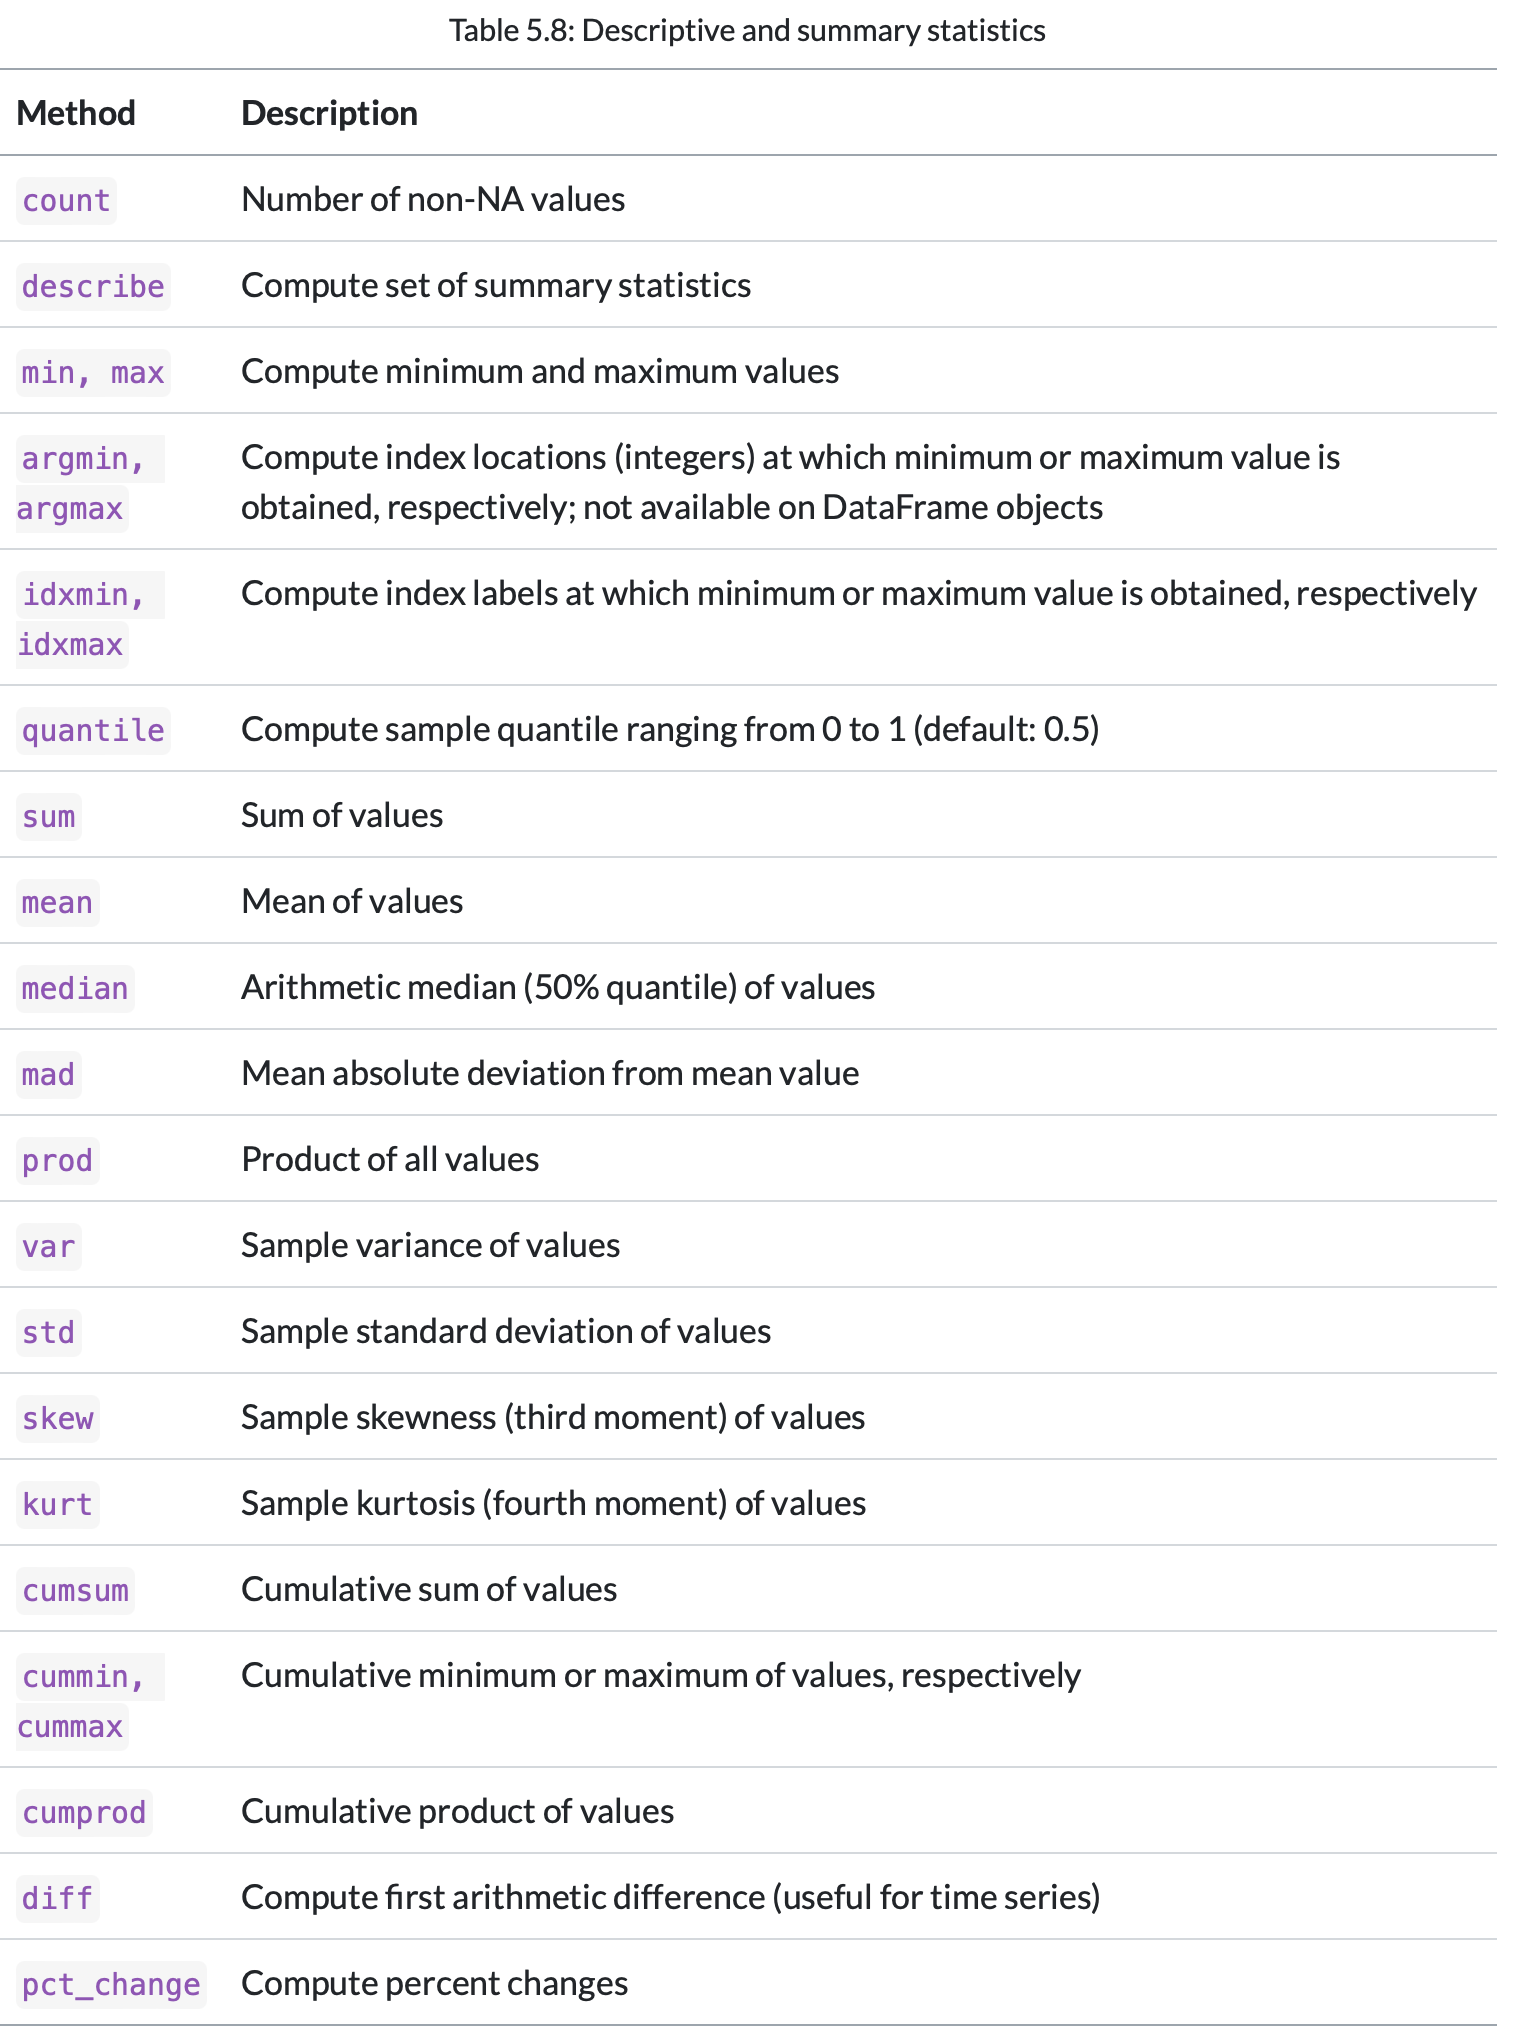 Table 5.8: Descriptive and summary statistics
Method Description
count Number of non-NA values
describe Compute set of summary statistics
min, max Compute minimum and maximum values
argmin, Compute index locations (integers) at which minimum or maximum value is
argmax obtained, respectively; not available on DataFrame objects
idxmin, Compute index labels at which minimum or maximum value is obtained, respectively
idxmax
quantile Compute sample quantile ranging from 0 to 1 (default: 0.5)
sum Sum of values
mean Mean of values
median Arithmetic median (50% quantile) of values
mad Mean absolute deviation from mean value
prod Product of all values
var Sample variance of values
std Sample standard deviation of values
skew Sample skewness (third moment) of values
kurt Sample kurtosis (fourth moment) of values
cumsum Cumulative sum of values
cummin, Cumulative minimum or maximum of values, respectively
cummax
cumprod Cumulative product of values
diff Compute first arithmetic difference (useful for time series)
pct_change Compute percent changes